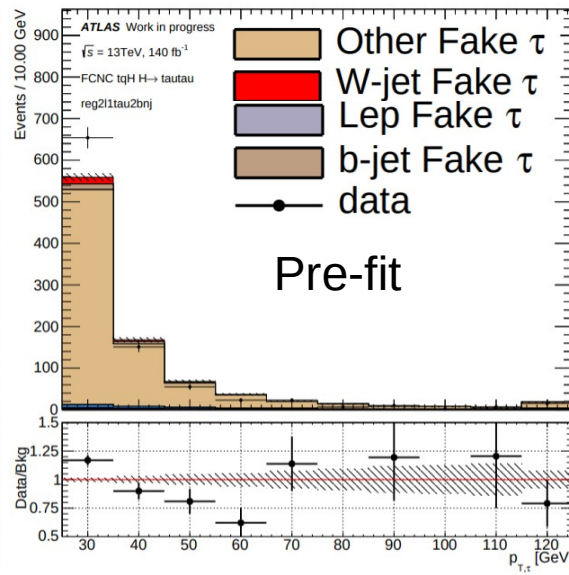 ATLAS Work in progress
√s = 13TeV, 140 fb⁻¹
FCNC tqH H→ tautau
reg2l1tau2bnj
Other Fake τ
W-jet Fake τ
Lep Fake τ
b-jet Fake τ
data
Pre-fit
Events / 10.00 GeV
900
800
700
600
500
400
300
200
100
0
Data/Bkg
1.5
1.25
1
0.75
0.5
30 40 50 60 70 80 90 100 110 120
p_{T,τ} [GeV]